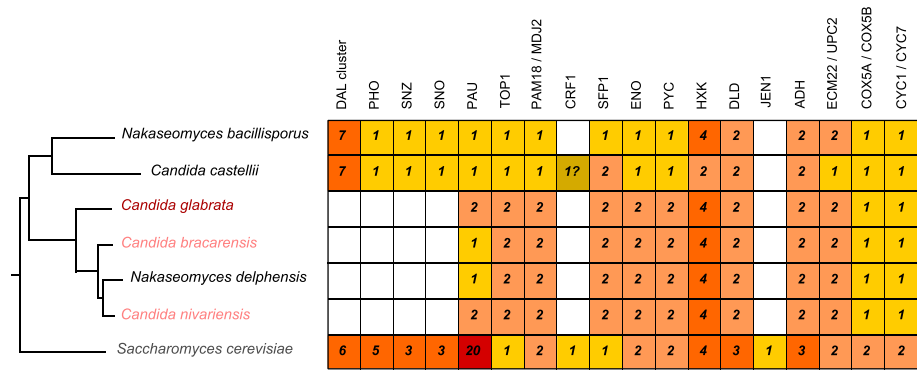 DAL cluster PHO SNZ SNO PAU TOP1 PAM18 / MDJ2 CRF1 SFP1 ENO PYC HXK DLD JEN1 ADH ECM22 / UPC2 COX5A / COX5B CYC1 / CYC7
Nakaseomyces bacillisporus 7 1 1 1 1 1 1 1 1 1 4 2 2 2 1 1
Candida castellii 7 1 1 1 1 1 1 1? 2 1 1 2 2 2 1 1 1
Candida glabrata 2 2 2 2 2 2 4 2 2 2 1 1
Candida bracarensis 1 2 2 2 2 2 4 2 2 2 1 1
Nakaseomyces delphensis 1 2 2 2 2 2 4 2 2 2 1 1
Candida nivariensis 2 2 2 2 2 2 4 2 2 2 1 1
Saccharomyces cerevisiae 6 5 3 3 20 1 2 1 1 2 2 4 3 1 3 2 2 2